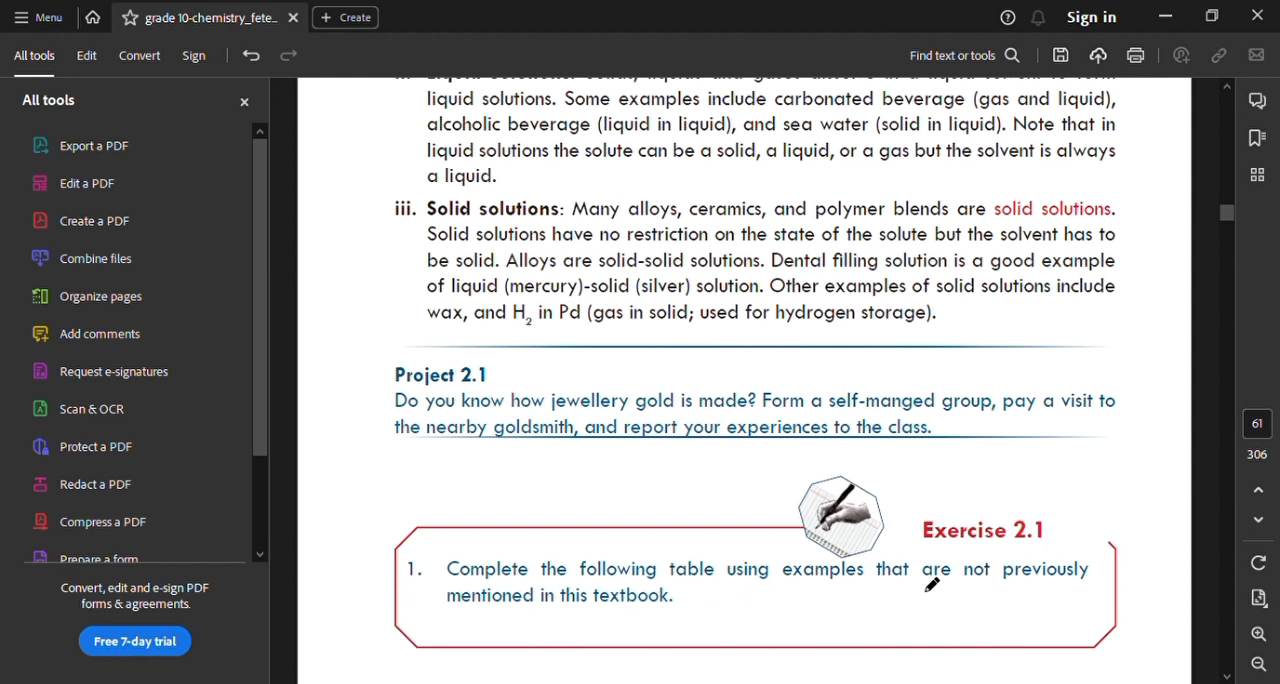 Menu
grade 10-chemistry_fete...
Create
Sign in
All tools
Edit
Convert
Sign
Find text or tools
All tools
Export a PDF
Edit a PDF
Create a PDF
Combine files
Organize pages
Add comments
Request e-signatures
Scan & OCR
Protect a PDF
Redact a PDF
Compress a PDF
Prepare a form
Convert, edit and e-sign PDF
forms & agreements.
Free 7-day trial
liquid solutions. Some examples include carbonated beverage (gas and liquid),
alcoholic beverage (liquid in liquid), and sea water (solid in liquid). Note that in
liquid solutions the solute can be a solid, a liquid, or a gas but the solvent is always
a liquid.
iii. Solid solutions: Many alloys, ceramics, and polymer blends are solid solutions.
Solid solutions have no restriction on the state of the solute but the solvent has to
be solid. Alloys are solid-solid solutions. Dental filling solution is a good example
of liquid (mercury)-solid (silver) solution. Other examples of solid solutions include
wax, and H₂ in Pd (gas in solid; used for hydrogen storage).
Project 2.1
Do you know how jewellery gold is made? Form a self-manged group, pay a visit to
the nearby goldsmith, and report your experiences to the class.
Exercise 2.1
1. Complete the following table using examples that are not previously
mentioned in this textbook.
61
306